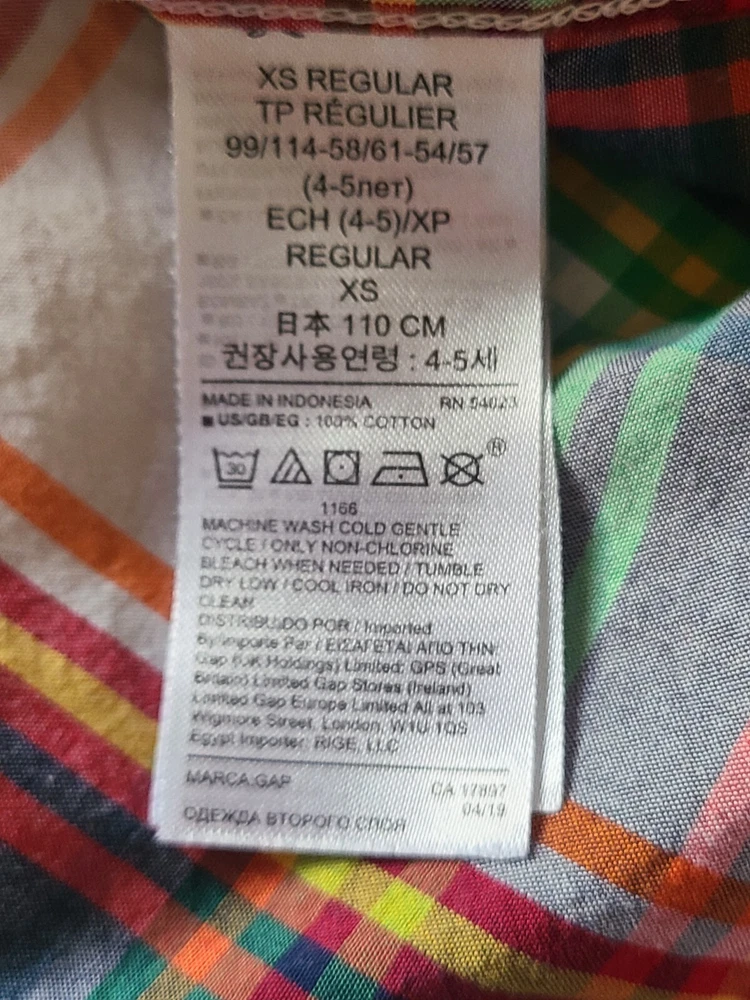 XS REGULAR
TP RÉGULIER
99/114-58/61-54/57
(4-5лет)
ECH (4-5)/XP
REGULAR
XS
日本 110 CM
권장사용연령 : 4-5세
MADE IN INDONESIA RN 54023
US/GB/EG : 100% COTTON
30
®
1166
MACHINE WASH COLD GENTLE
CYCLE / ONLY NON-CHLORINE
BLEACH WHEN NEEDED / TUMBLE
DRY LOW / COOL IRON / DO NOT DRY
CLEAN
DISTRIBUIDO POR / Imported
By/Importe Par / ΕΙΣΑΓΕΤΑΙ ΑΠΟ ΤΗΝ:
Gap (UK Holdings) Limited: GPS (Great
Britain) Limited Gap Stores (Ireland)
Limited Gap Europe Limited All at 103
Wigmore Street, London, W1U 1QS
Egypt Importer: RIGE, LLC
MARCA:GAP CA 17897
04/19
ОДЕЖДА ВТОРОГО СЛОЯ